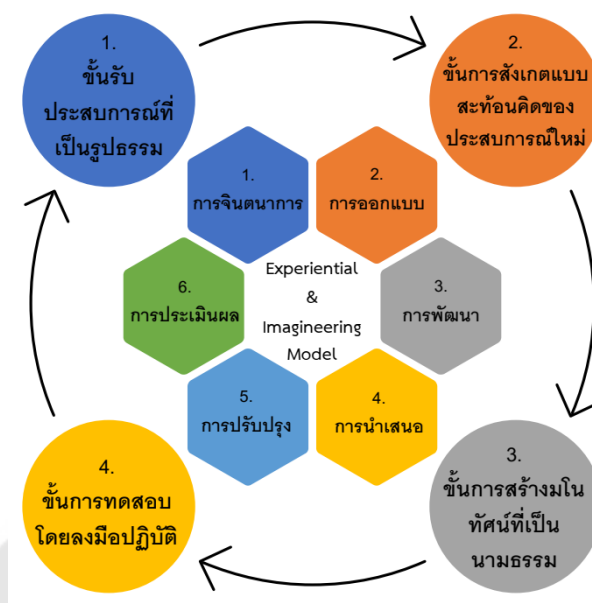 1.
ขั้นรับ
ประสบการณ์ที่
เป็นรูปธรรม
2.
ขั้นการสังเกตแบบ
สะท้อนคิดของ
ประสบการณ์ใหม่
1.
การจินตนาการ
2.
การออกแบบ
Experiential
&
Imagineering
Model
6.
การประเมินผล
3.
การพัฒนา
5.
การปรับปรุง
4.
การนำเสนอ
4.
ขั้นการทดสอบ
โดยลงมือปฏิบัติ
3.
ขั้นการสร้างมโน
ทัศน์ที่เป็น
นามธรรม